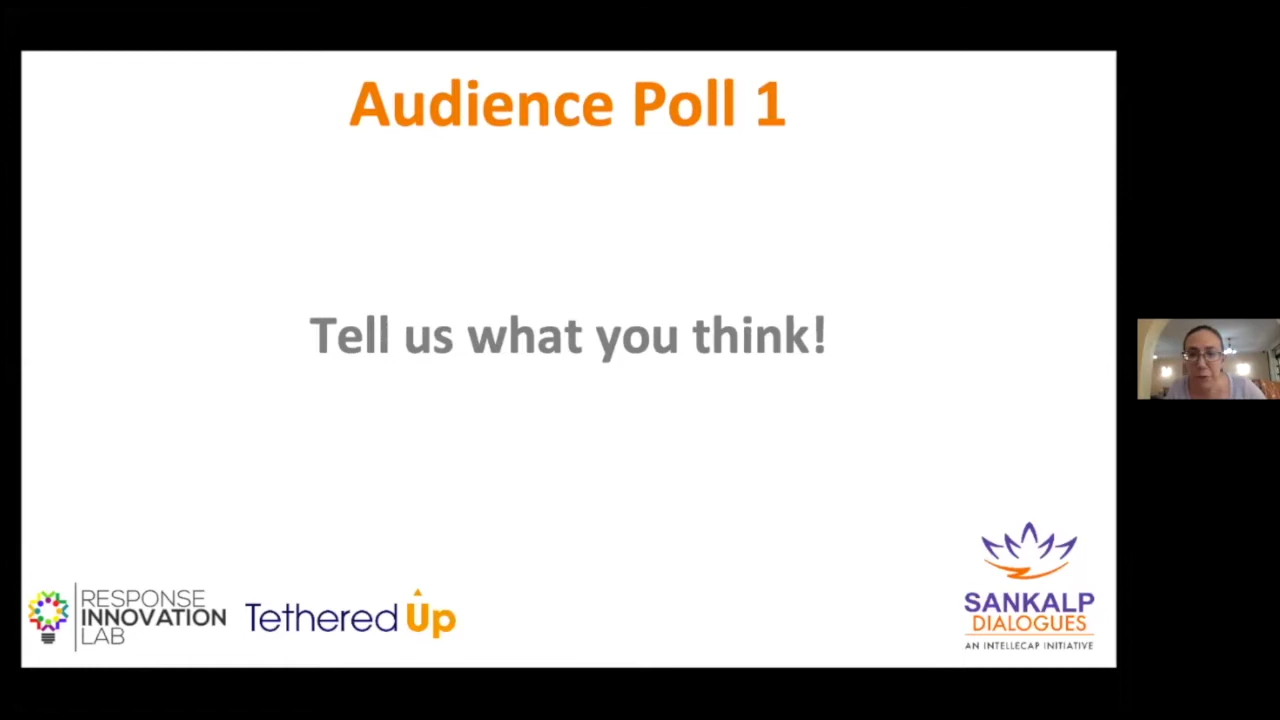 Audience Poll 1
Tell us what you think!
RESPONSE
INNOVATION
LAB
Tethered Up
SANKALP
DIALOGUES
AN INTELLECAP INITIATIVE